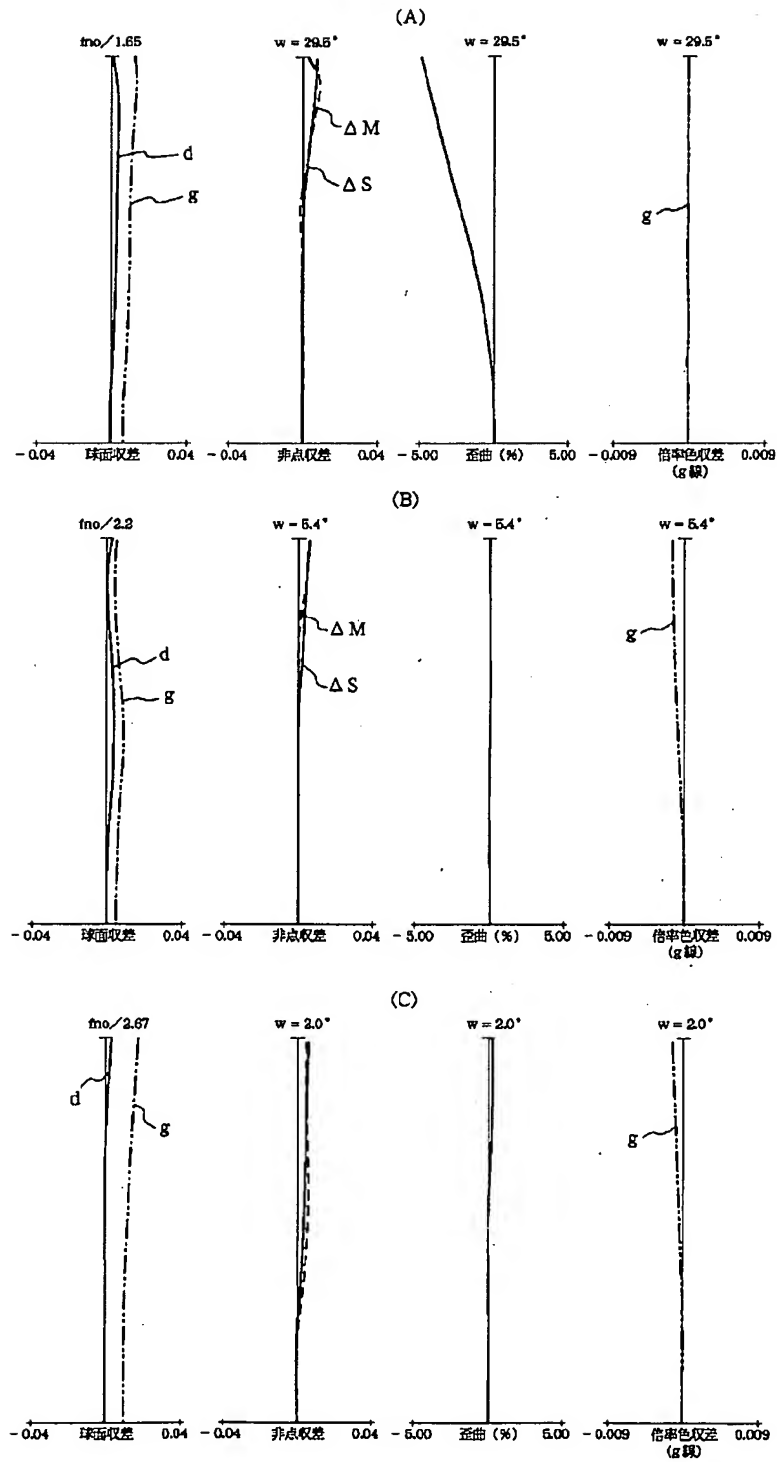 (A)
fno/1.65 w=29.5° w=29.5° w=29.5°
ΔM
d
ΔS
g
g
-0.04 球面収差 0.04 -0.04 非点収差 0.04 -5.00 歪曲(%) 5.00 -0.009 倍率色収差 0.009
(g線)
(B)
fno/2.2 w=5.4° w=5.4° w=5.4°
ΔM
g
d
ΔS
g
-0.04 球面収差 0.04 -0.04 非点収差 0.04 -5.00 歪曲(%) 5.00 -0.009 倍率色収差 0.009
(g線)
(C)
fno/2.67 w=2.0° w=2.0° w=2.0°
d
g
g
-0.04 球面収差 0.04 -0.04 非点収差 0.04 -5.00 歪曲(%) 5.00 -0.009 倍率色収差 0.009
(g線)